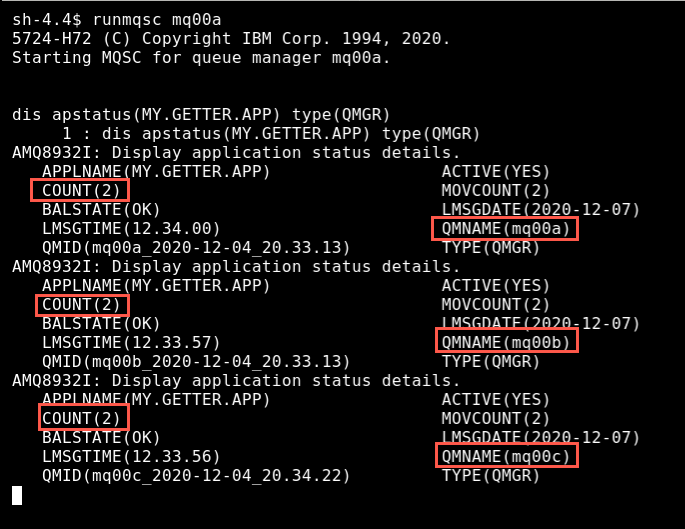 sh-4.4$ runmqsc mq00a
5724-H72 (C) Copyright IBM Corp. 1994, 2020.
Starting MQSC for queue manager mq00a.
dis apstatus(MY.GETTER.APP) type(QMGR)
1 : dis apstatus(MY.GETTER.APP) type(QMGR)
AMQ8932I: Display application status details.
APPLNAME(MY.GETTER.APP) ACTIVE(YES)
COUNT(2) MOVCOUNT(2)
BALSTATE(OK) LMSGDATE(2020-12-07)
LMSGTIME(12.34.00) QMNAME(mq00a)
QMID(mq00a_2020-12-04_20.33.13) TYPE(QMGR)
AMQ8932I: Display application status details.
APPLNAME(MY.GETTER.APP) ACTIVE(YES)
COUNT(2) MOVCOUNT(2)
BALSTATE(OK) LMSGDATE(2020-12-07)
LMSGTIME(12.33.57) QMNAME(mq00b)
QMID(mq00b_2020-12-04_20.33.13) TYPE(QMGR)
AMQ8932I: Display application status details.
APPLNAME(MY.GETTER.APP) ACTIVE(YES)
COUNT(2) MOVCOUNT(2)
BALSTATE(OK) LMSGDATE(2020-12-07)
LMSGTIME(12.33.56) QMNAME(mq00c)
QMID(mq00c_2020-12-04_20.34.22) TYPE(QMGR)